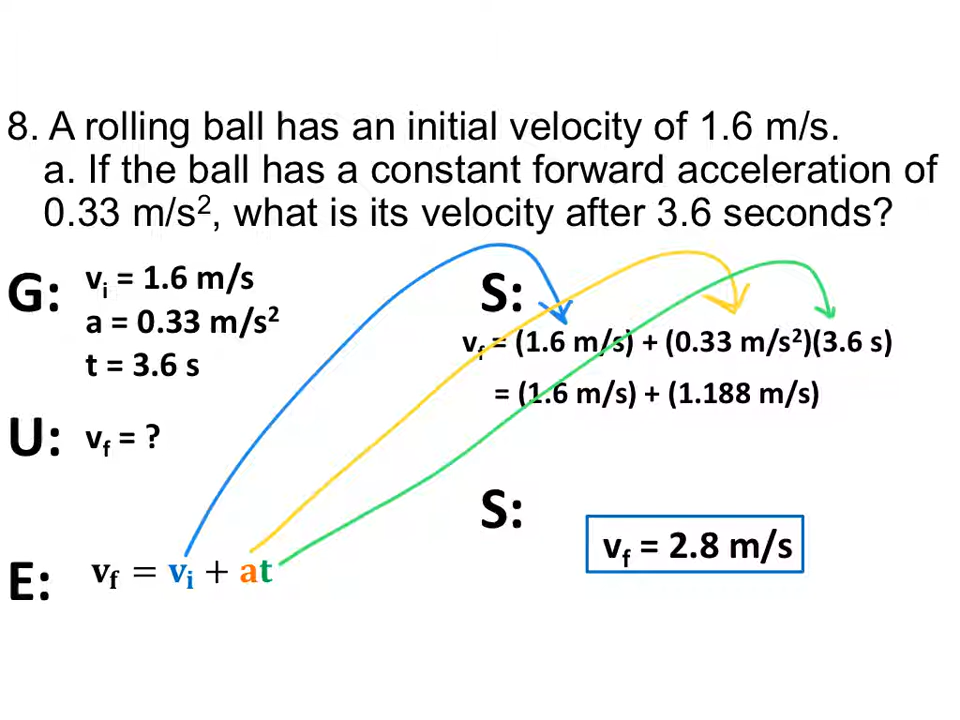 8. A rolling ball has an initial velocity of 1.6 m/s.
a. If the ball has a constant forward acceleration of
0.33 m/s², what is its velocity after 3.6 seconds?
G: vᵢ = 1.6 m/s
a = 0.33 m/s²
t = 3.6 s
U: v_f = ?
E: v_f = vᵢ + at
S:
v_f = (1.6 m/s) + (0.33 m/s²)(3.6 s)
= (1.6 m/s) + (1.188 m/s)
S:
v_f = 2.8 m/s